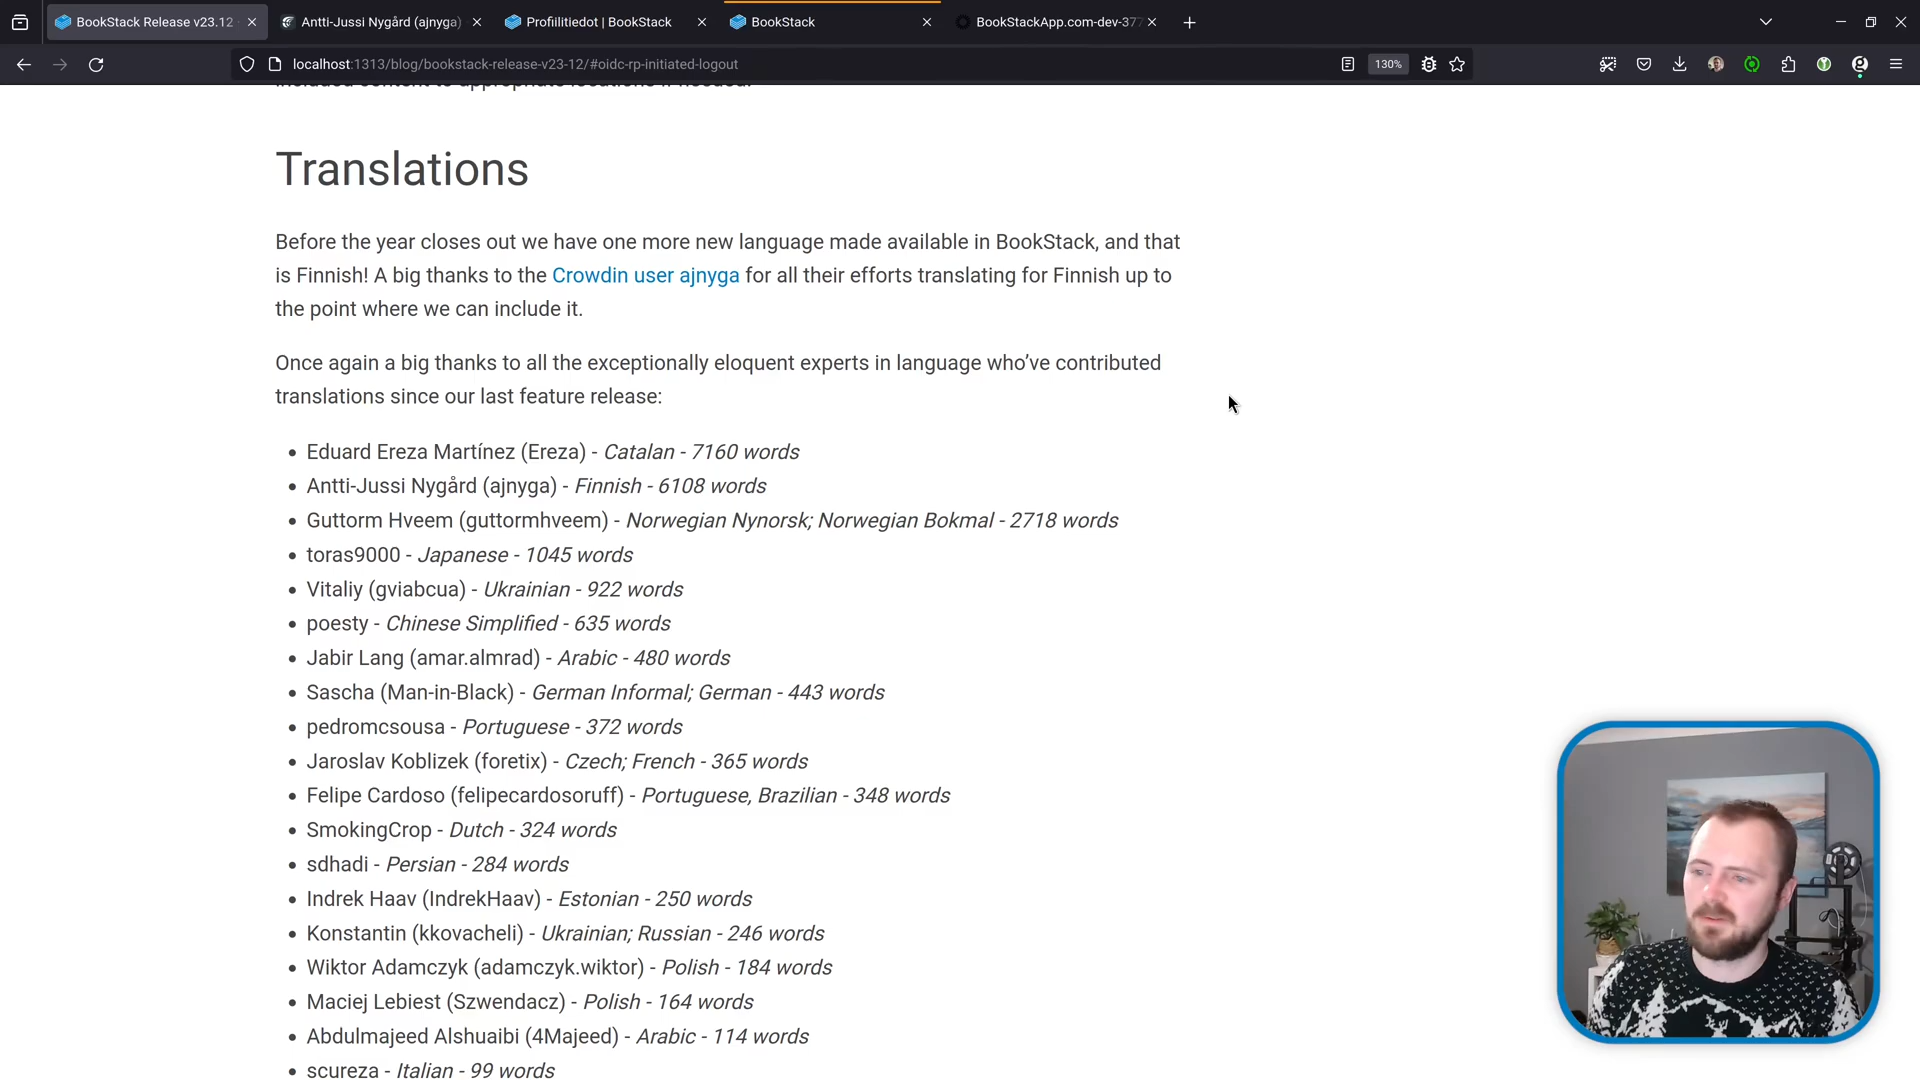 BookStack Release v23.12
Antti-Jussi Nygård (ajnyga)
Profiilitiedot | BookStack
BookStack
BookStackApp.com-dev-377
localhost:1313/blog/bookstack-release-v23-12/#oidc-rp-initiated-logout
130%
included content to appropriate locations if needed.
Translations
Before the year closes out we have one more new language made available in BookStack, and that
is Finnish! A big thanks to the Crowdin user ajnyga for all their efforts translating for Finnish up to
the point where we can include it.
Once again a big thanks to all the exceptionally eloquent experts in language who’ve contributed
translations since our last feature release:
• Eduard Ereza Martínez (Ereza) - Catalan - 7160 words
• Antti-Jussi Nygård (ajnyga) - Finnish - 6108 words
• Guttorm Hveem (guttormhveem) - Norwegian Nynorsk; Norwegian Bokmal - 2718 words
• toras9000 - Japanese - 1045 words
• Vitaliy (gviabcua) - Ukrainian - 922 words
• poesty - Chinese Simplified - 635 words
• Jabir Lang (amar.almrad) - Arabic - 480 words
• Sascha (Man-in-Black) - German Informal; German - 443 words
• pedromcsousa - Portuguese - 372 words
• Jaroslav Koblizek (foretix) - Czech; French - 365 words
• Felipe Cardoso (felipecardosoruff) - Portuguese, Brazilian - 348 words
• SmokingCrop - Dutch - 324 words
• sdhadi - Persian - 284 words
• Indrek Haav (IndrekHaav) - Estonian - 250 words
• Konstantin (kkovacheli) - Ukrainian; Russian - 246 words
• Wiktor Adamczyk (adamczyk.wiktor) - Polish - 184 words
• Maciej Lebiest (Szwendacz) - Polish - 164 words
• Abdulmajeed Alshuaibi (4Majeed) - Arabic - 114 words
• scureza - Italian - 99 words